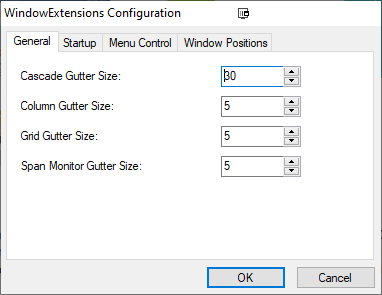 WindowExtensions Configuration
General Startup Menu Control Window Positions
Cascade Gutter Size: 30
Column Gutter Size: 5
Grid Gutter Size: 5
Span Monitor Gutter Size: 5
OK Cancel